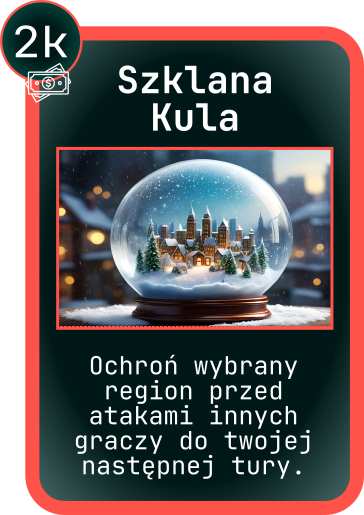 2k
$
Szklana
Kula
Ochroń wybrany
region przed
atakami innych
graczy do twojej
następnej tury.